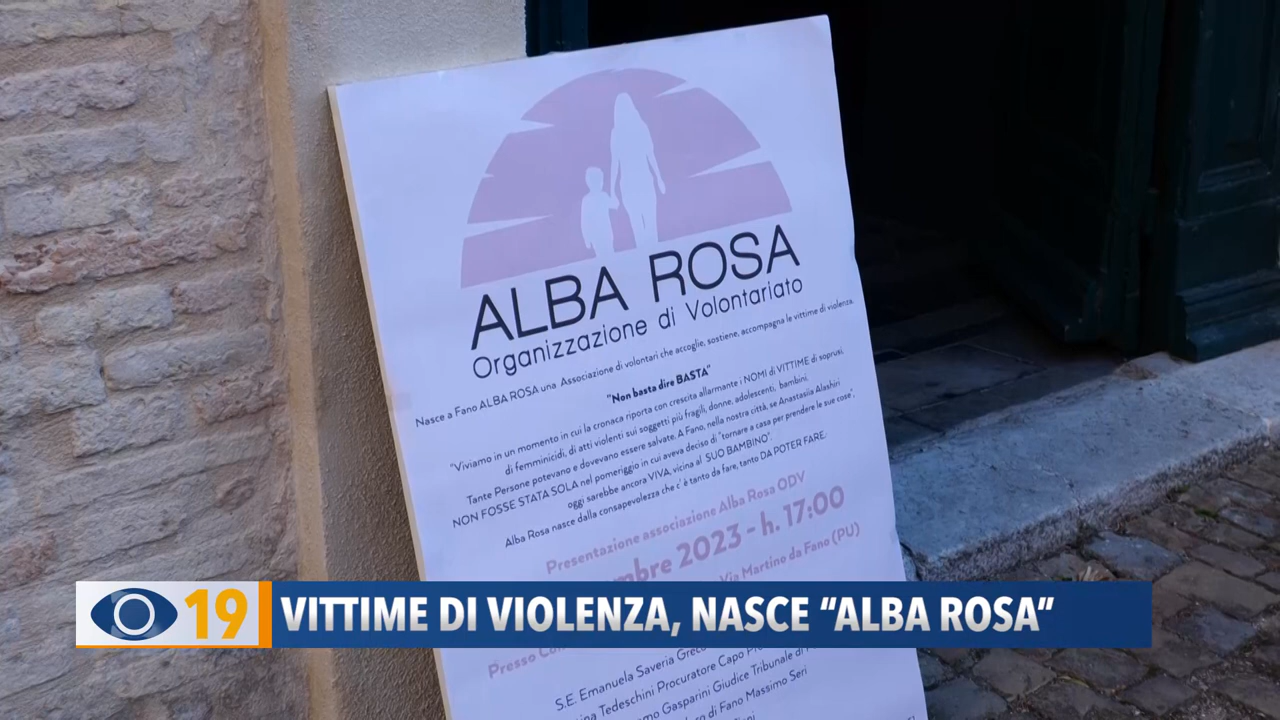 ALBA ROSA
Organizzazione di Volontariato
Nasce a Fano ALBA ROSA una Associazione di volontari che accoglie, sostiene, accompagna le vittime di violenza.
"Non basta dire BASTA"
"Viviamo in un momento in cui la cronaca riporta con crescita allarmante i NOMI di VITTIME di soprusi,
di femminicidi, di atti violenti sui soggetti più fragili, donne, adolescenti, bambini.
Tante Persone potevano e dovevano essere salvate. A Fano, nella nostra città, se Anastasiia Alashiri
NON FOSSE STATA SOLA nel pomeriggio in cui aveva deciso di "tornare a casa per prendere le sue cose",
oggi sarebbe ancora VIVA, vicina al SUO BAMBINO".
Alba Rosa nasce dalla consapevolezza che c' è tanto da fare, tanto DA POTER FARE.
Presentazione associazione Alba Rosa ODV
mbre 2023 - h. 17:00
Via Martino da Fano (PU)
19 VITTIME DI VIOLENZA, NASCE “ALBA ROSA”
Presso
S.E. Emanuela Saveria Greco
Tedeschini Procuratore Capo
Gasparini Giudice Tribunale di
di Fano Massimo Seri